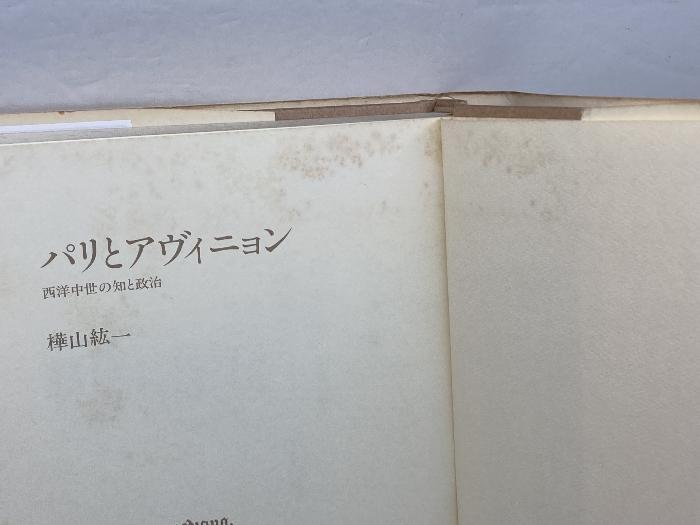 パリとアヴィニョン
西洋中世の知と政治
樺山紘一